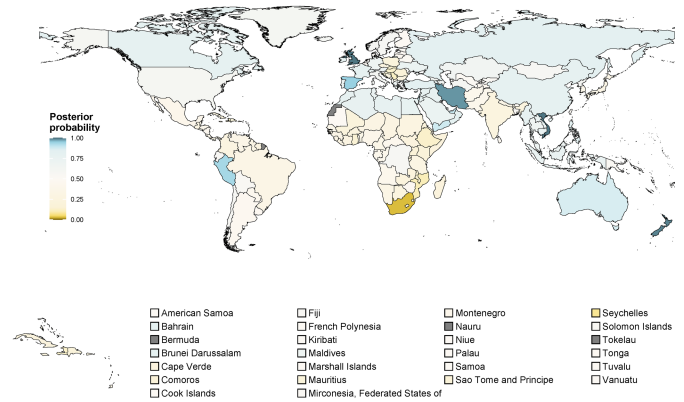 Posterior
probability
1.00
0.75
0.50
0.25
0.00
American Samoa
Bahrain
Bermuda
Brunei Darussalam
Cape Verde
Comoros
Cook Islands
Fiji
French Polynesia
Kiribati
Maldives
Marshall Islands
Mauritius
Mirconesia, Federated States of
Montenegro
Nauru
Niue
Palau
Samoa
Sao Tome and Principe
Seychelles
Solomon Islands
Tokelau
Tonga
Tuvalu
Vanuatu